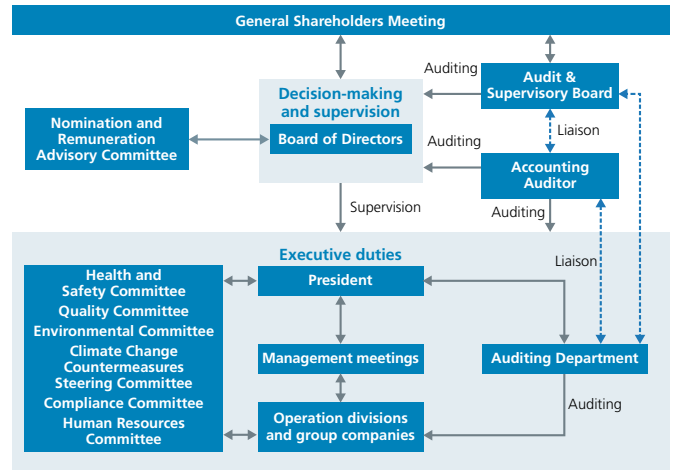 General Shareholders Meeting
Auditing
Decision-making
and supervision
Audit &
Supervisory Board
Nomination and
Remuneration
Advisory Committee
Board of Directors
Auditing
Liaison
Accounting
Auditor
Supervision
Auditing
Executive duties
Liaison
Health and
Safety Committee
Quality Committee
Environmental Committee
Climate Change
Countermeasures
Steering Committee
Compliance Committee
Human Resources
Committee
President
Management meetings
Auditing Department
Operation divisions
and group companies
Auditing